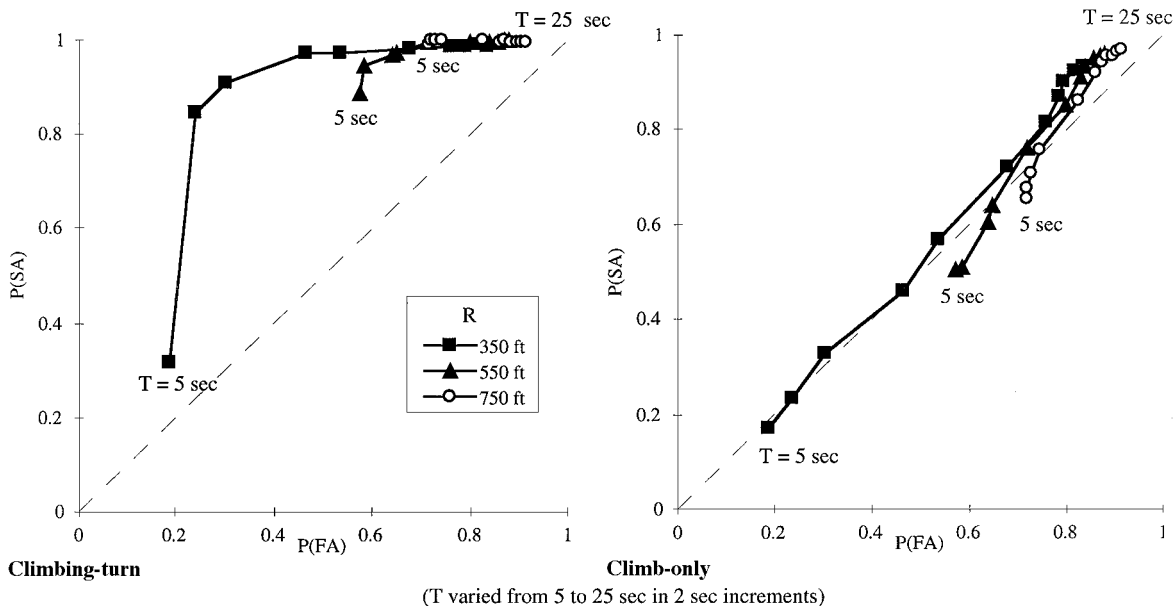 T = 25 sec
1
0.8
0.6
0.4
0.2
0
P(SA)
5 sec
5 sec
T = 5 sec
R
350 ft
550 ft
750 ft
0
0.2
0.4
0.6
0.8
1
P(FA)
Climbing-turn
T = 25 sec
1
0.8
0.6
0.4
0.2
0
P(SA)
5 sec
5 sec
T = 5 sec
0
0.2
0.4
0.6
0.8
1
P(FA)
Climb-only
(T varied from 5 to 25 sec in 2 sec increments)